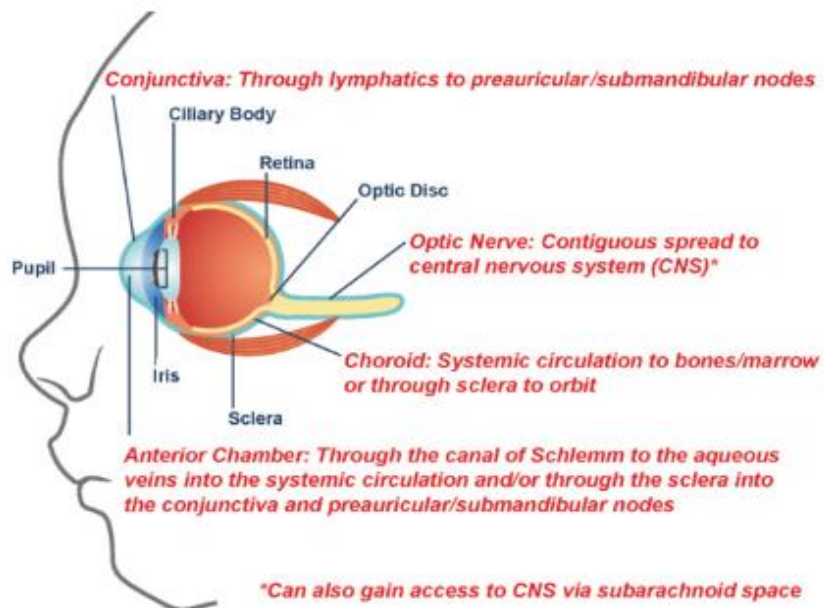 Conjunctiva: Through lymphatics to preauricular/submandibular nodes
Ciliary Body
Retina
Optic Disc
Optic Nerve: Contiguous spread to
central nervous system (CNS)*
Pupil
Choroid: Systemic circulation to bones/marrow
or through sclera to orbit
Iris
Sclera
Anterior Chamber: Through the canal of Schlemm to the aqueous
veins into the systemic circulation and/or through the sclera into
the conjunctiva and preauricular/submandibular nodes
*Can also gain access to CNS via subarachnoid space